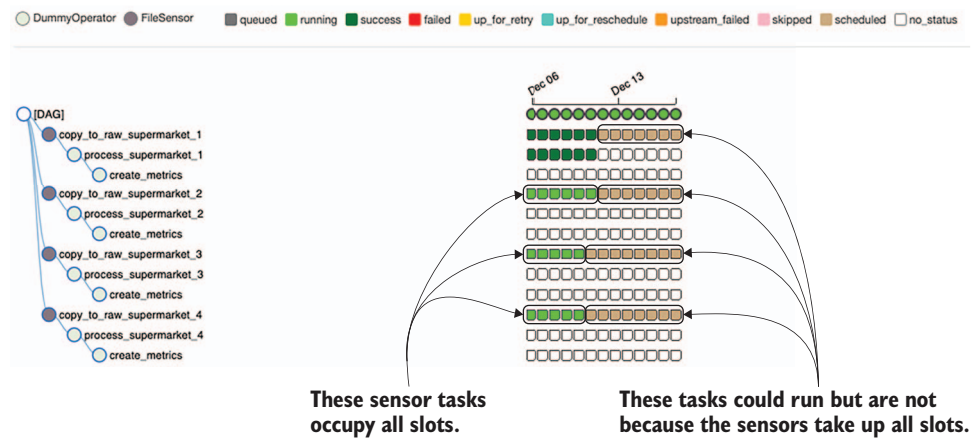 DummyOperator FileSensor queued running success failed up_for_retry up_for_reschedule upstream_failed skipped scheduled no_status
Dec 06 Dec 13
[DAG]
copy_to_raw_supermarket_1
process_supermarket_1
create_metrics
copy_to_raw_supermarket_2
process_supermarket_2
create_metrics
copy_to_raw_supermarket_3
process_supermarket_3
create_metrics
copy_to_raw_supermarket_4
process_supermarket_4
create_metrics
These sensor tasks
occupy all slots.
These tasks could run but are not
because the sensors take up all slots.